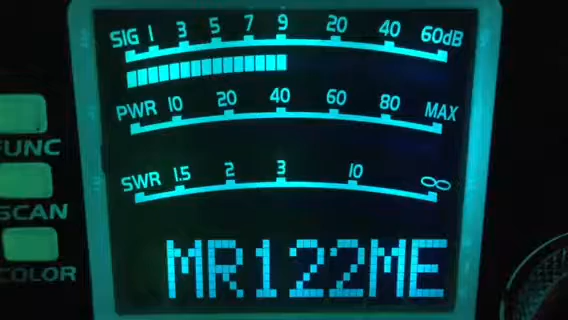 SIG 1 3 5 7 9 20 40 60dB
PWR 10 20 40 60 80 MAX
SWR 1.5 2 3 10 ∞
MR122ME
FUNC
SCAN
COLOR